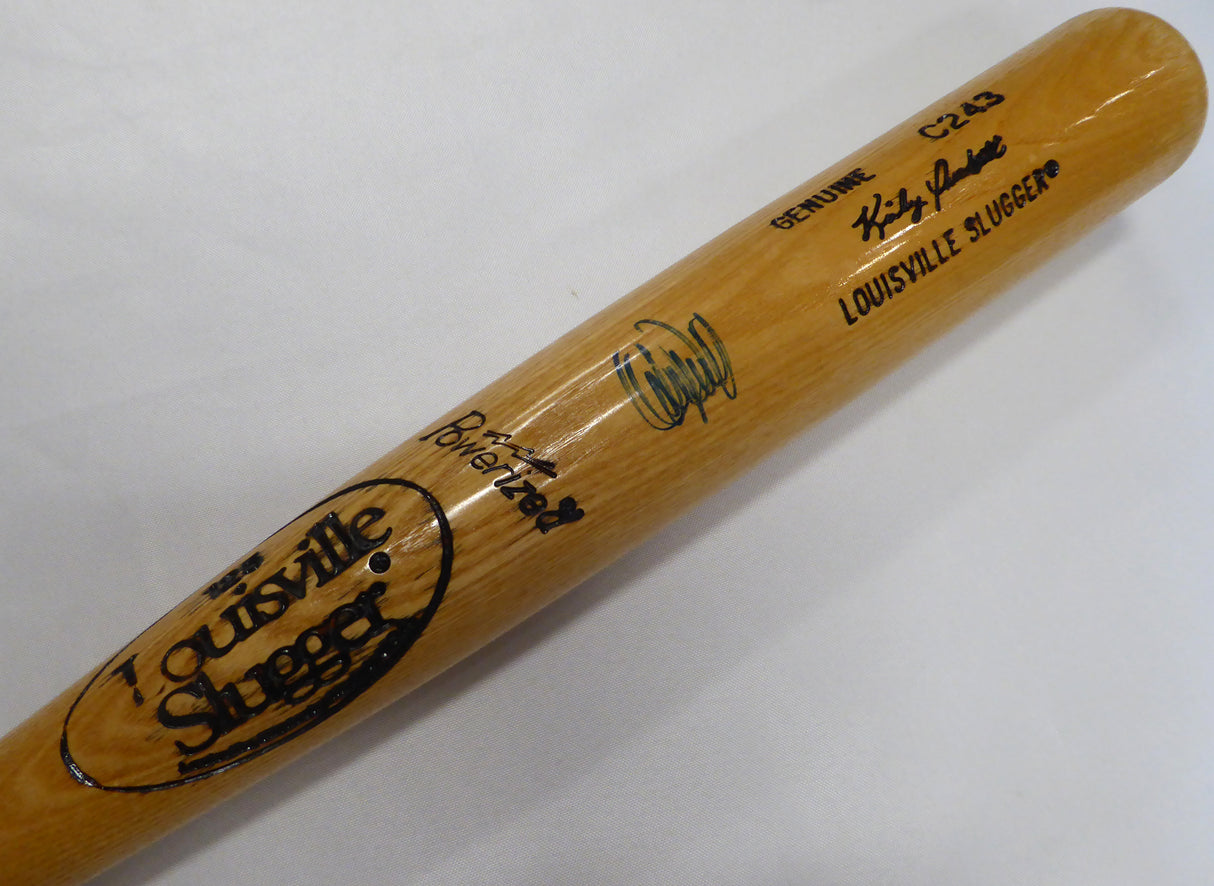 C243
GENUINE
Kirby Puckett
LOUISVILLE SLUGGER®
Powerized
Louisville
Slugger